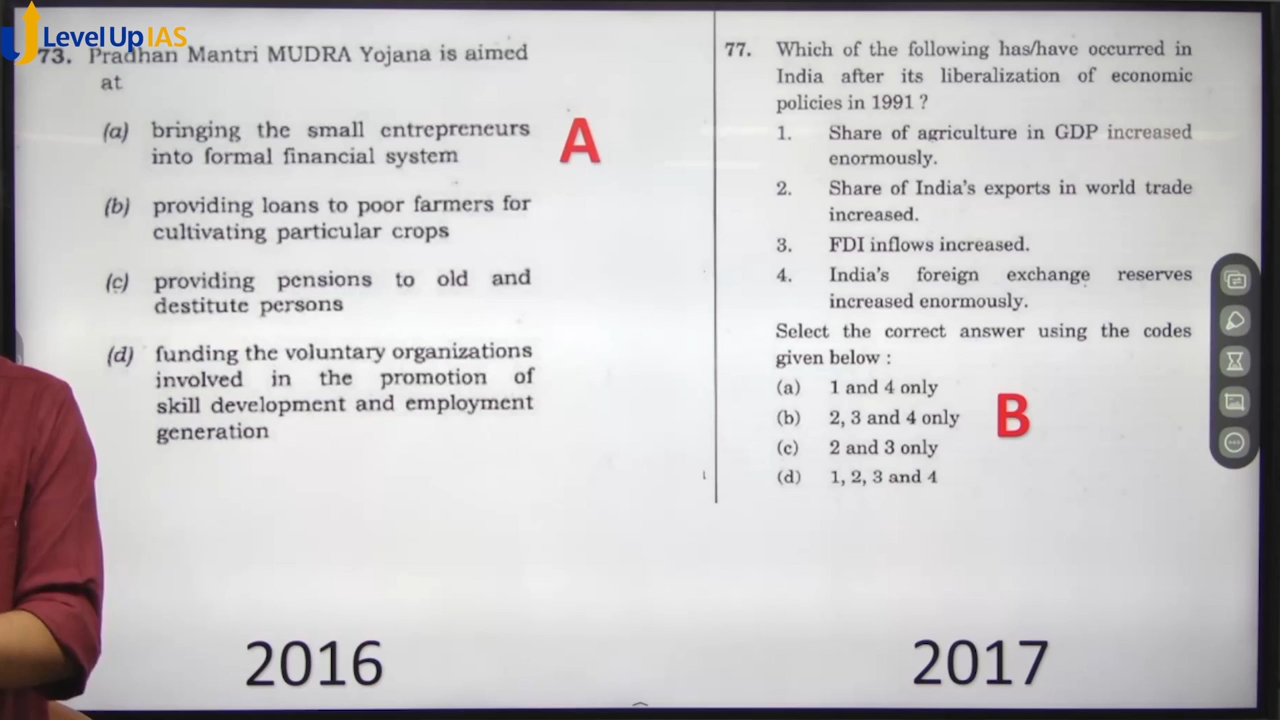 Level Up IAS
73. Pradhan Mantri MUDRA Yojana is aimed
at
(a) bringing the small entrepreneurs
into formal financial system
A
(b) providing loans to poor farmers for
cultivating particular crops
(c) providing pensions to old and
destitute persons
(d) funding the voluntary organizations
involved in the promotion of
skill development and employment
generation
2016
77. Which of the following has/have occurred in
India after its liberalization of economic
policies in 1991 ?
1. Share of agriculture in GDP increased
enormously.
2. Share of India's exports in world trade
increased.
3. FDI inflows increased.
4. India's foreign exchange reserves
increased enormously.
Select the correct answer using the codes
given below :
(a) 1 and 4 only
(b) 2, 3 and 4 only
B
(c) 2 and 3 only
(d) 1, 2, 3 and 4
2017